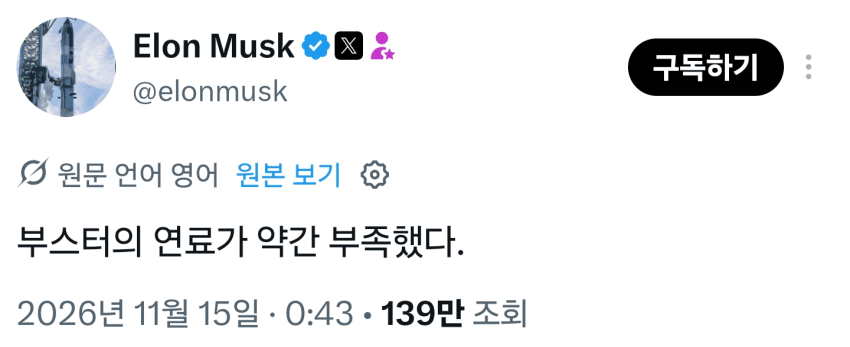 Elon Musk
@elonmusk
구독하기
원문 언어 영어 원본 보기
부스터의 연료가 약간 부족했다.
2026년 11월 15일 · 0:43 • 139만 조회